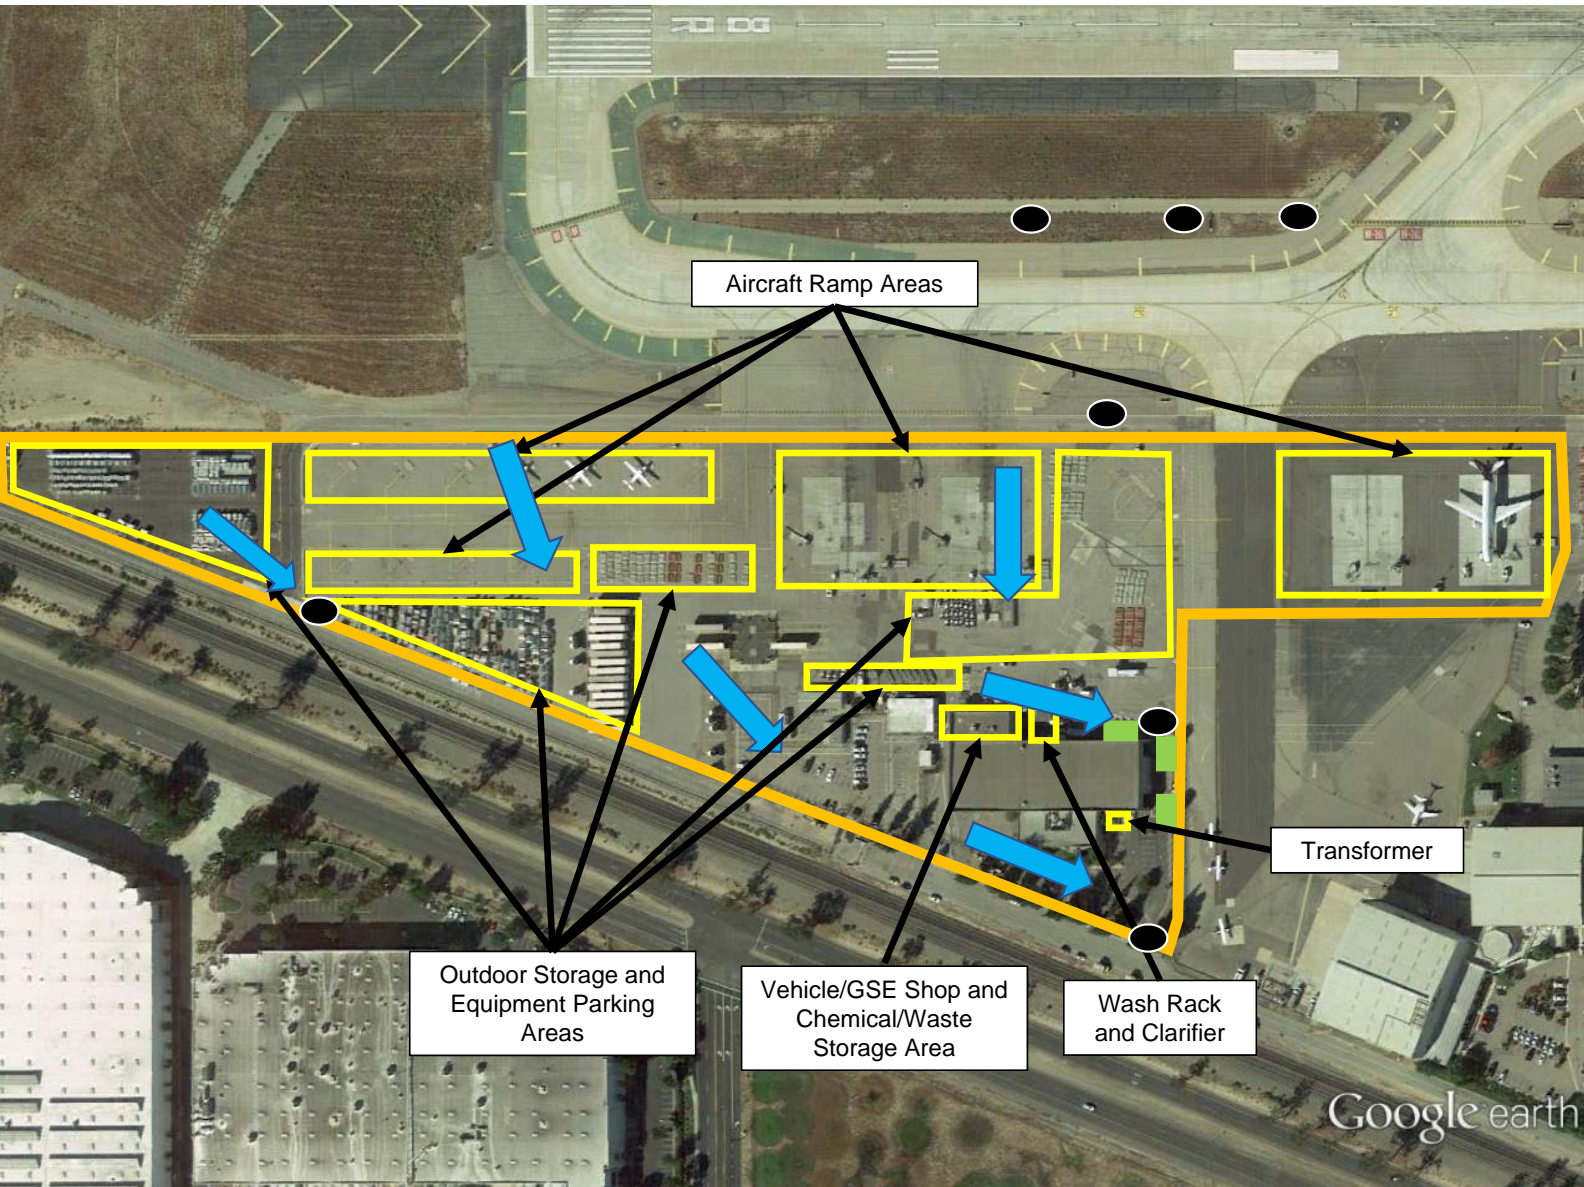 Aircraft Ramp Areas
Transformer
Outdoor Storage and
Equipment Parking
Areas
Vehicle/GSE Shop and
Chemical/Waste
Storage Area
Wash Rack
and Clarifier
Google earth